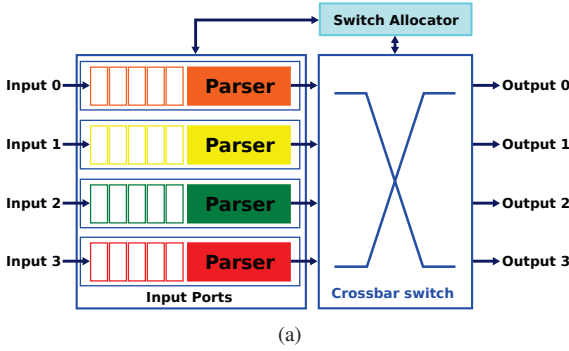 Switch Allocator
Input 0
Parser
Output 0
Input 1
Parser
Output 1
Input 2
Parser
Output 2
Input 3
Parser
Output 3
Input Ports
Crossbar switch
(a)